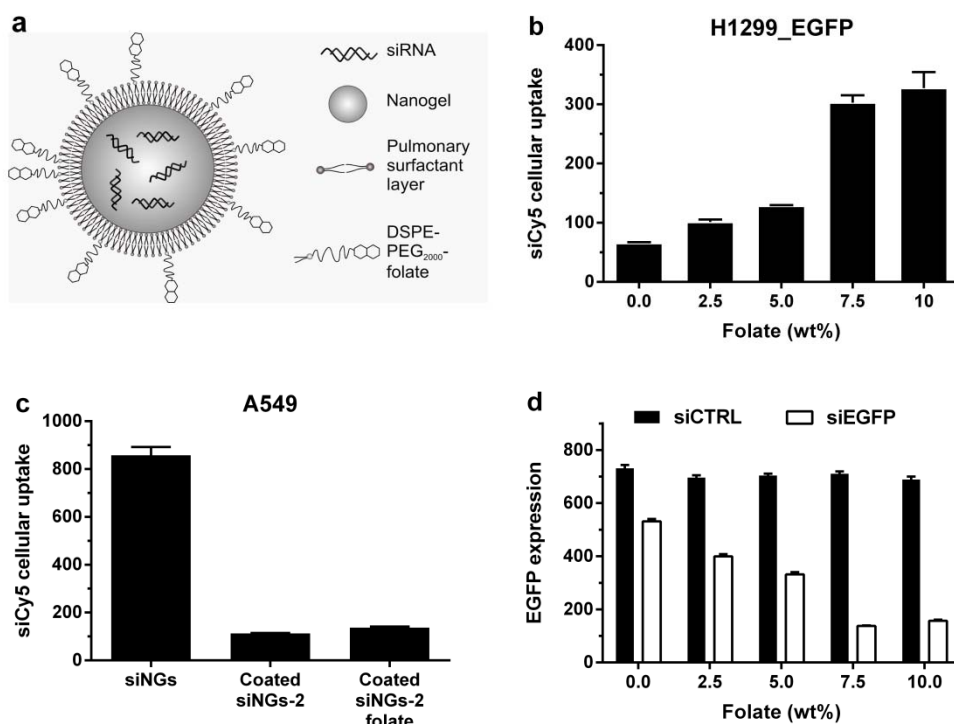 a
siRNA
Nanogel
Pulmonary
surfactant
layer
DSPE-
PEG2000-
folate
b
H1299_EGFP
siCy5 cellular uptake
400
300
200
100
0
0.0 2.5 5.0 7.5 10
Folate (wt%)
c
A549
siCy5 cellular uptake
1000
800
600
400
200
0
siNGs Coated Coated
siNGs-2 siNGs-2
folate
d
siCTRL siEGFP
EGFP expression
800
600
400
200
0
0.0 2.5 5.0 7.5 10.0
Folate (wt%)